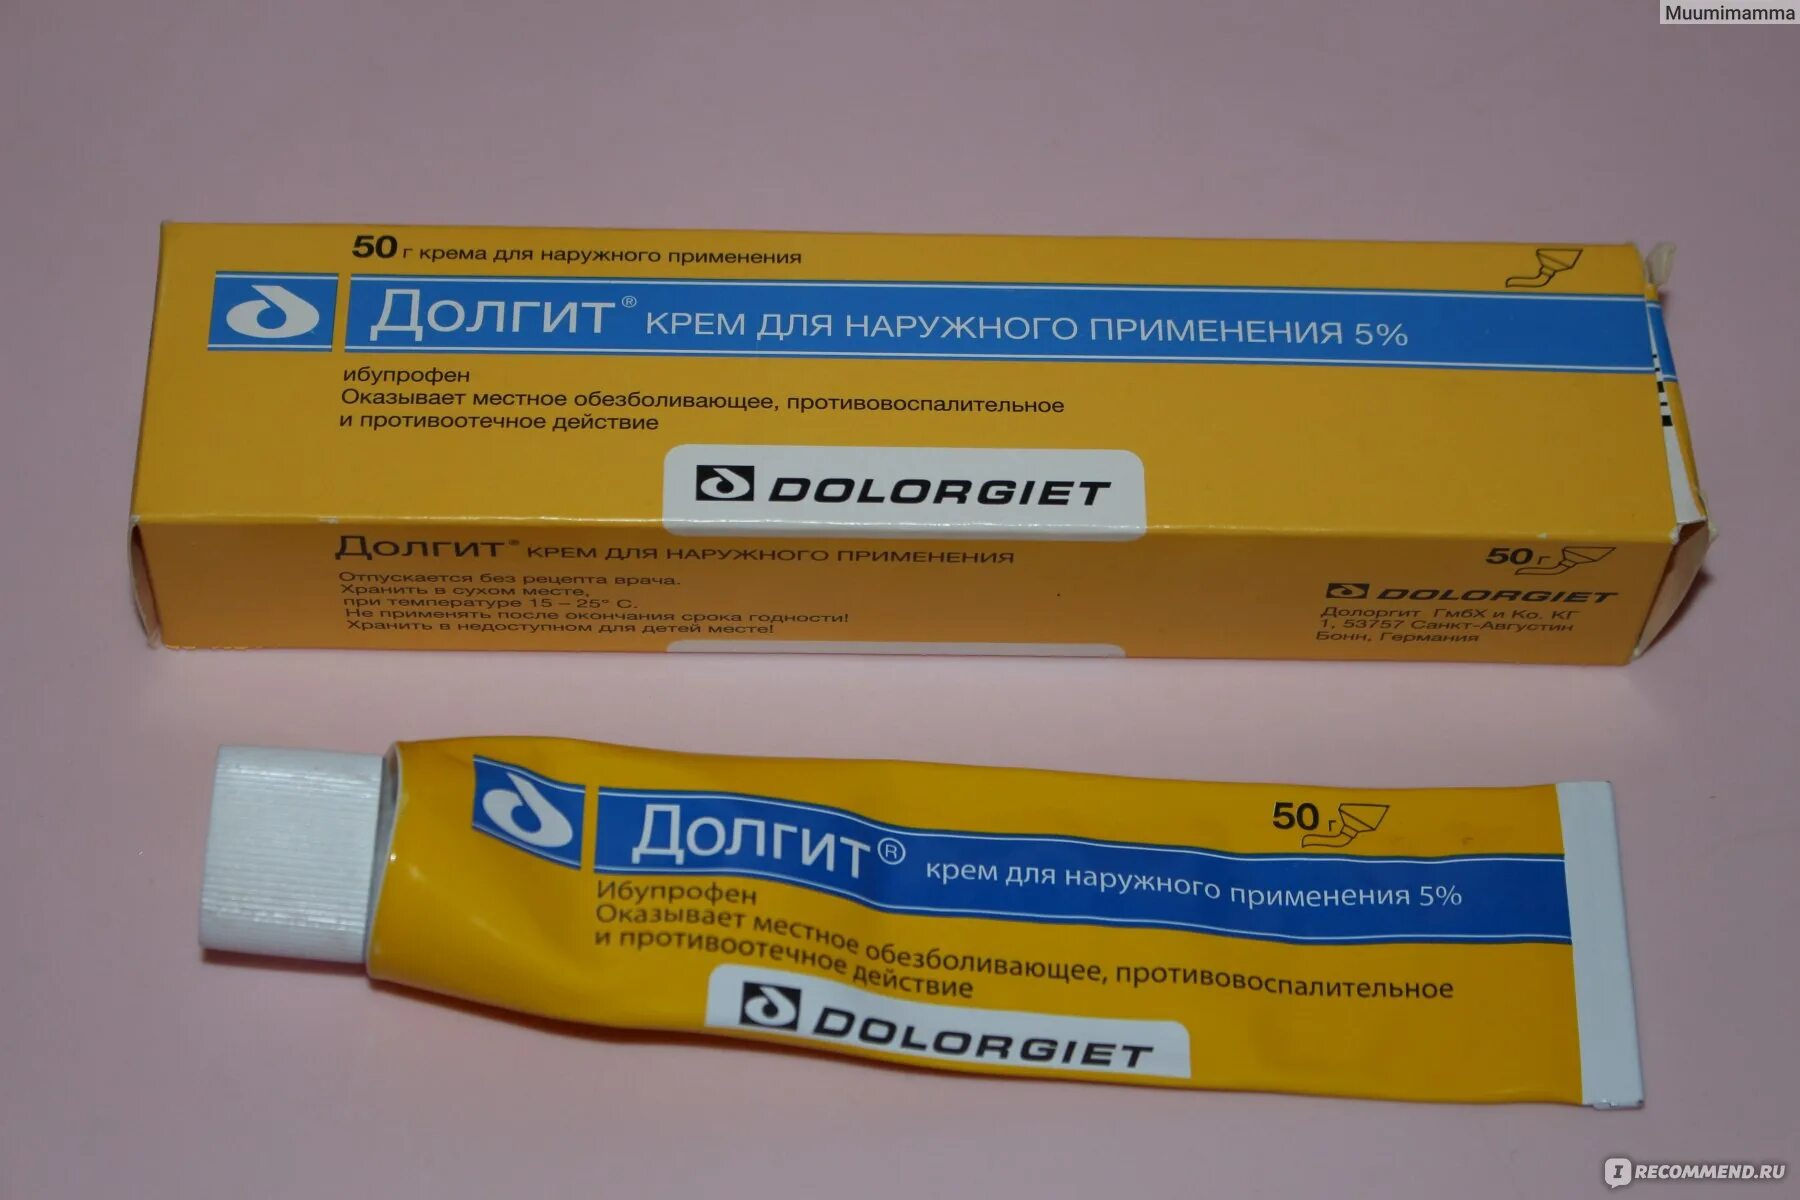 Muumimamma
50 г крема для наружного применения
Долгит® КРЕМ ДЛЯ НАРУЖНОГО ПРИМЕНЕНИЯ 5%
ибупрофен
Оказывает местное обезболивающее, противовоспалительное
и противоотечное действие
DOLORGIET
Долгит® КРЕМ ДЛЯ НАРУЖНОГО ПРИМЕНЕНИЯ
50 г
Отпускается без рецепта врача.
Хранить в сухом месте,
при температуре 15 – 25° С.
Не применять после окончания срока годности!
Хранить в недоступном для детей месте!
DOLORGIET
Долоргит ГмбХ и Ко. КГ
1, 53757 Санкт-Августин
Бонн, Германия
50 г
Долгит® крем для наружного применения 5%
Ибупрофен
Оказывает местное обезболивающее, противовоспалительное
и противоотечное действие
DOLORGIET
RECOMMEND.RU